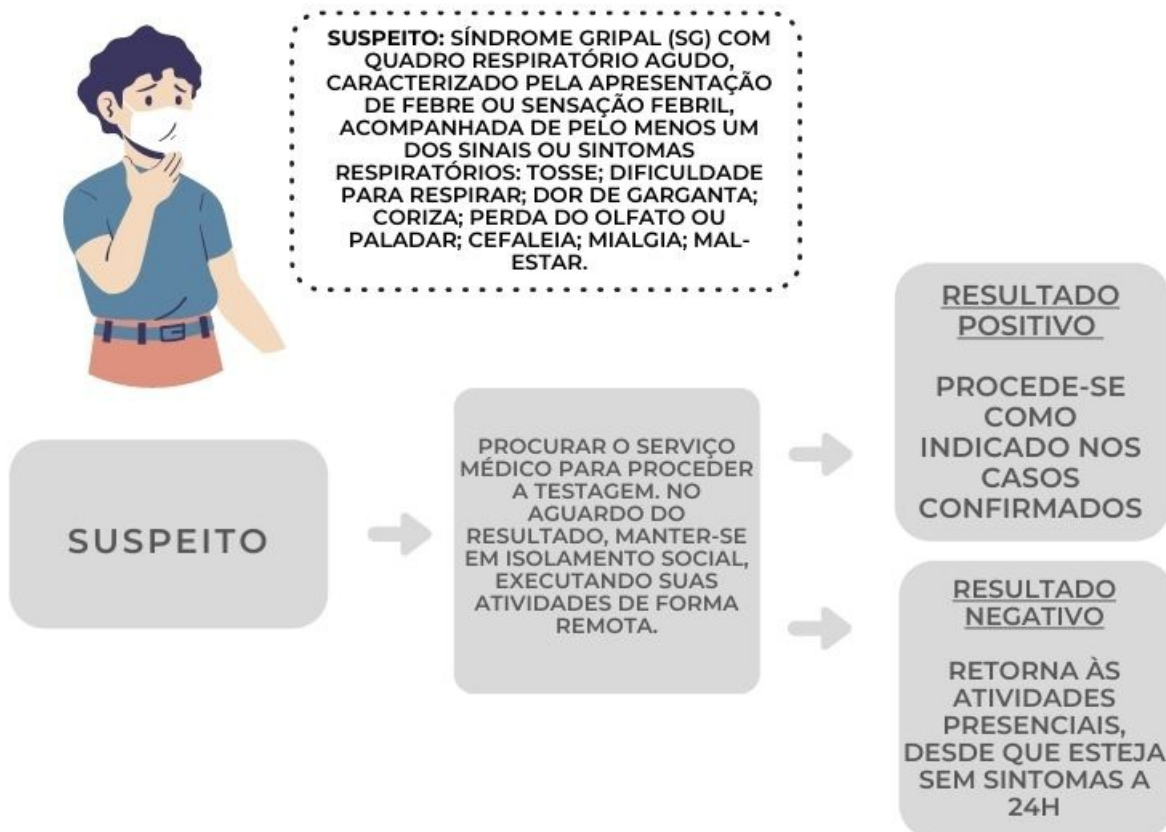 SUSPEITO: SÍNDROME GRIPAL (SG) COM
QUADRO RESPIRATÓRIO AGUDO,
CARACTERIZADO PELA APRESENTAÇÃO
DE FEBRE OU SENSAÇÃO FEBRIL,
ACOMPANHADA DE PELO MENOS UM
DOS SINAIS OU SINTOMAS
RESPIRATÓRIOS: TOSSE; DIFICULDADE
PARA RESPIRAR; DOR DE GARGANTA;
CORIZA; PERDA DO OLFATO OU
PALADAR; CEFALEIA; MIALGIA; MAL-
ESTAR.
SUSPEITO
PROCURAR O SERVIÇO
MÉDICO PARA PROCEDER
A TESTAGEM. NO
AGUARDO DO
RESULTADO, MANTER-SE
EM ISOLAMENTO SOCIAL,
EXECUTANDO SUAS
ATIVIDADES DE FORMA
REMOTA.
RESULTADO
POSITIVO
PROCEDE-SE
COMO
INDICADO NOS
CASOS
CONFIRMADOS
RESULTADO
NEGATIVO
RETORNA ÀS
ATIVIDADES
PRESENCIAIS,
DESDE QUE ESTEJA
SEM SINTOMAS A
24H